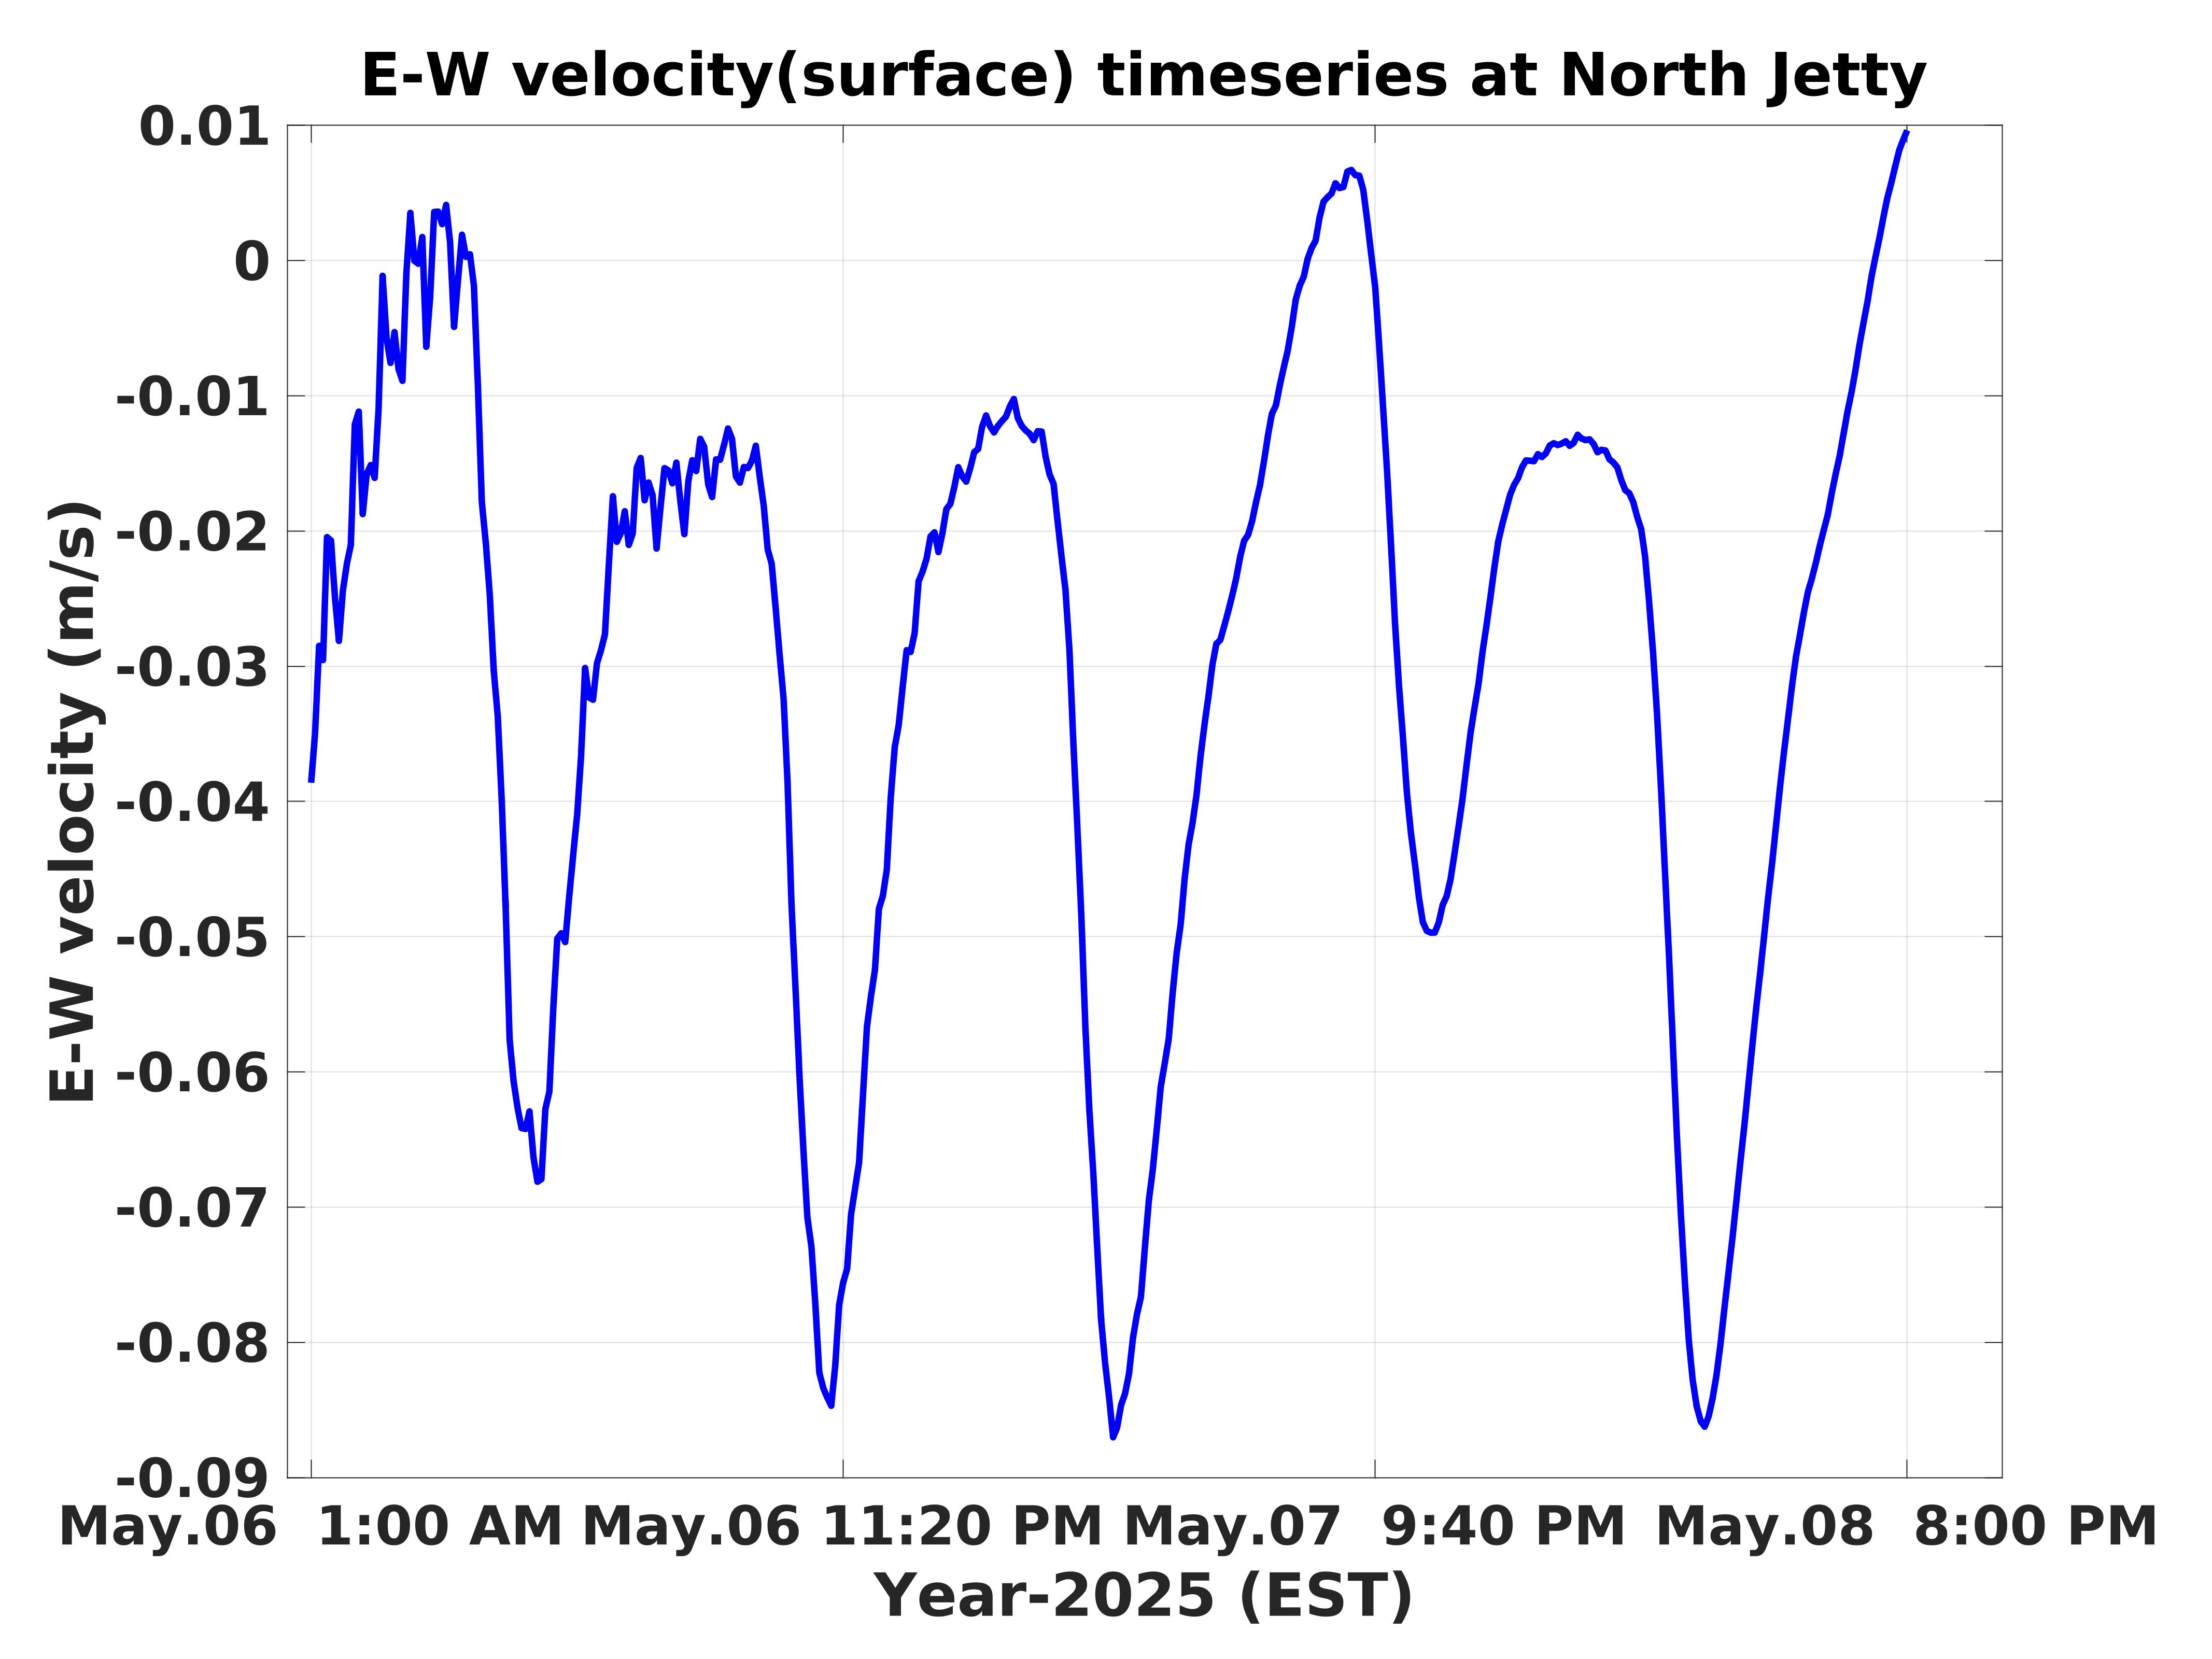 E-W velocity(surface) timeseries at North Jetty
0.01
0
-0.01
-0.02
-0.03
-0.04
-0.05
-0.06
-0.07
-0.08
-0.09
E-W velocity (m/s)
May.06 1:00 AM May.06 11:20 PM May.07 9:40 PM May.08 8:00 PM
Year-2025 (EST)